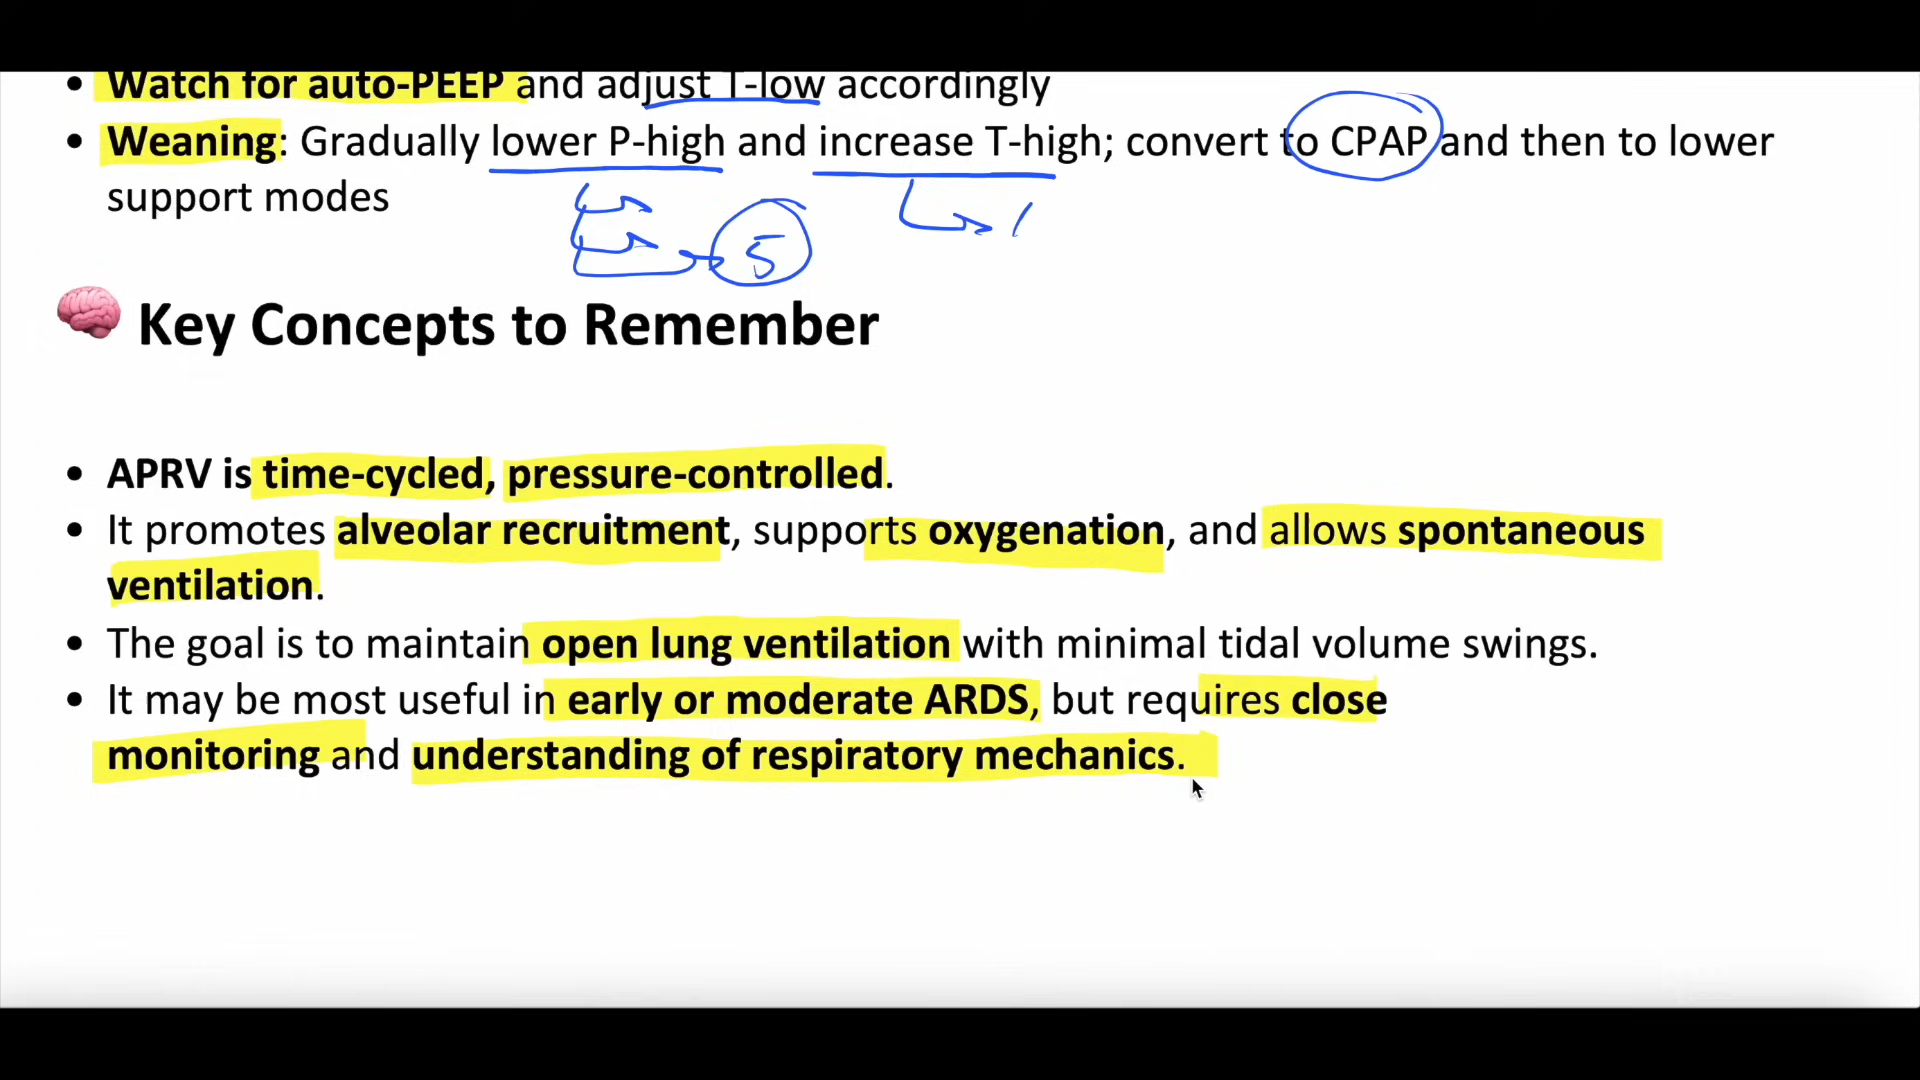 • Watch for auto-PEEP and adjust T-low accordingly
• Weaning: Gradually lower P-high and increase T-high; convert to CPAP and then to lower
support modes
5
Key Concepts to Remember
• APRV is time-cycled, pressure-controlled.
• It promotes alveolar recruitment, supports oxygenation, and allows spontaneous
ventilation.
• The goal is to maintain open lung ventilation with minimal tidal volume swings.
• It may be most useful in early or moderate ARDS, but requires close
monitoring and understanding of respiratory mechanics.